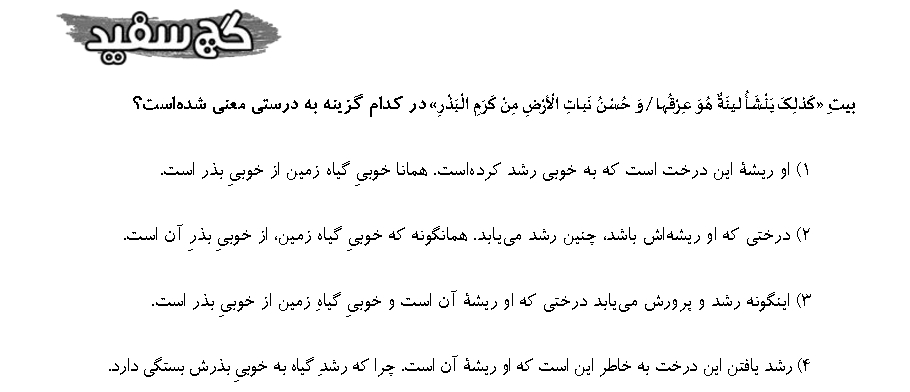 گچ سفید
بیتِ «کَذلِکَ یَنْشَأُ لینَةٌ هُوَ عِرْقُها/ وَ حُسْنُ نَباتِ الْأَرْضِ مِنْ کَرَمِ الْبَذْرِ» در کدام گزینه به درستی معنی شده‌است؟
۱) او ریشهٔ این درخت است که به خوبی رشد کرده‌است. همانا خوبیِ گیاه زمین از خوبیِ بذر است.
۲) درختی که او ریشه‌اش باشد، چنین رشد می‌یابد. همانگونه که خوبیِ گیاه زمین، از خوبیِ بذرِ آن است.
۳) اینگونه رشد و پرورش می‌یابد درختی که او ریشهٔ آن است و خوبیِ گیاهِ زمین از خوبیِ بذر است.
۴) رشد یافتن این درخت به خاطر این است که او ریشهٔ آن است. چرا که رشدِ گیاه به خوبیِ بذرش بستگی دارد.